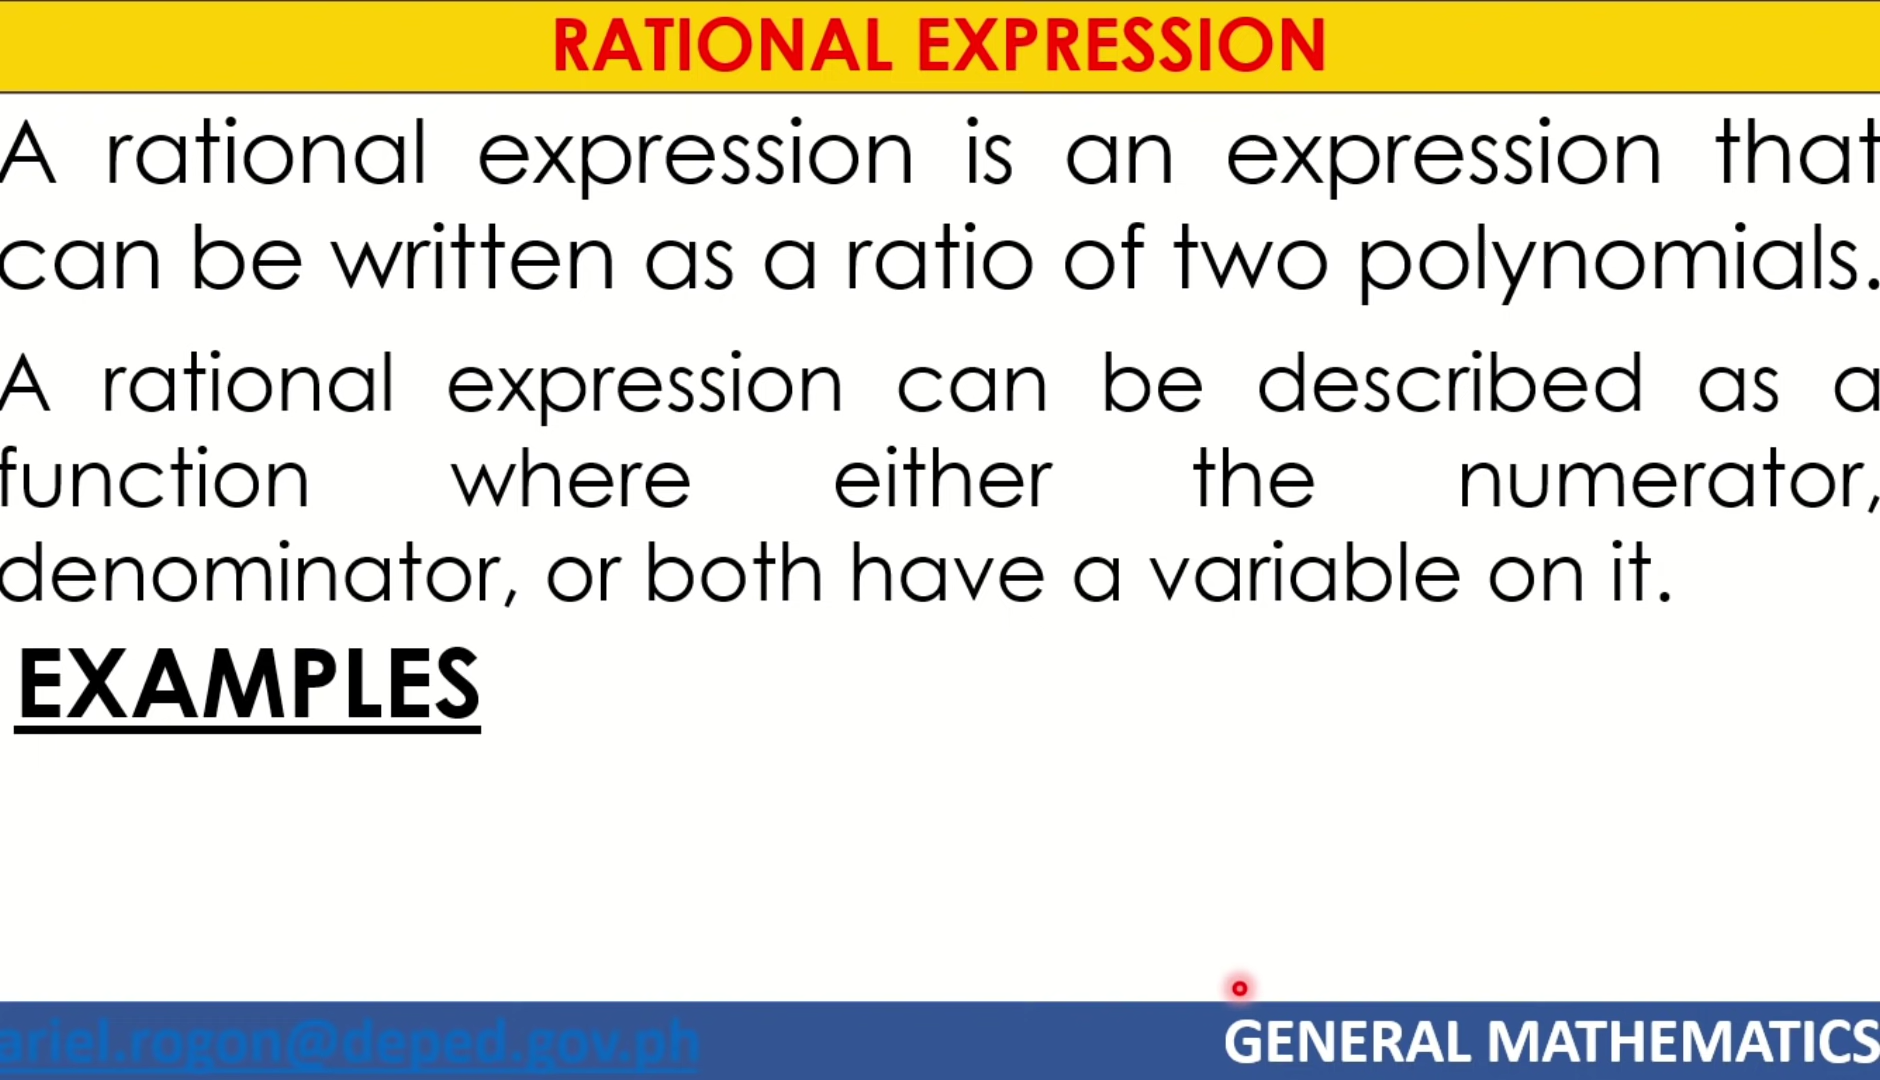 RATIONAL EXPRESSION
A rational expression is an expression that
can be written as a ratio of two polynomials.
A rational expression can be described as a
function where either the numerator,
denominator, or both have a variable on it.
EXAMPLES
ariel.rogon@deped.gov.ph
GENERAL MATHEMATICS